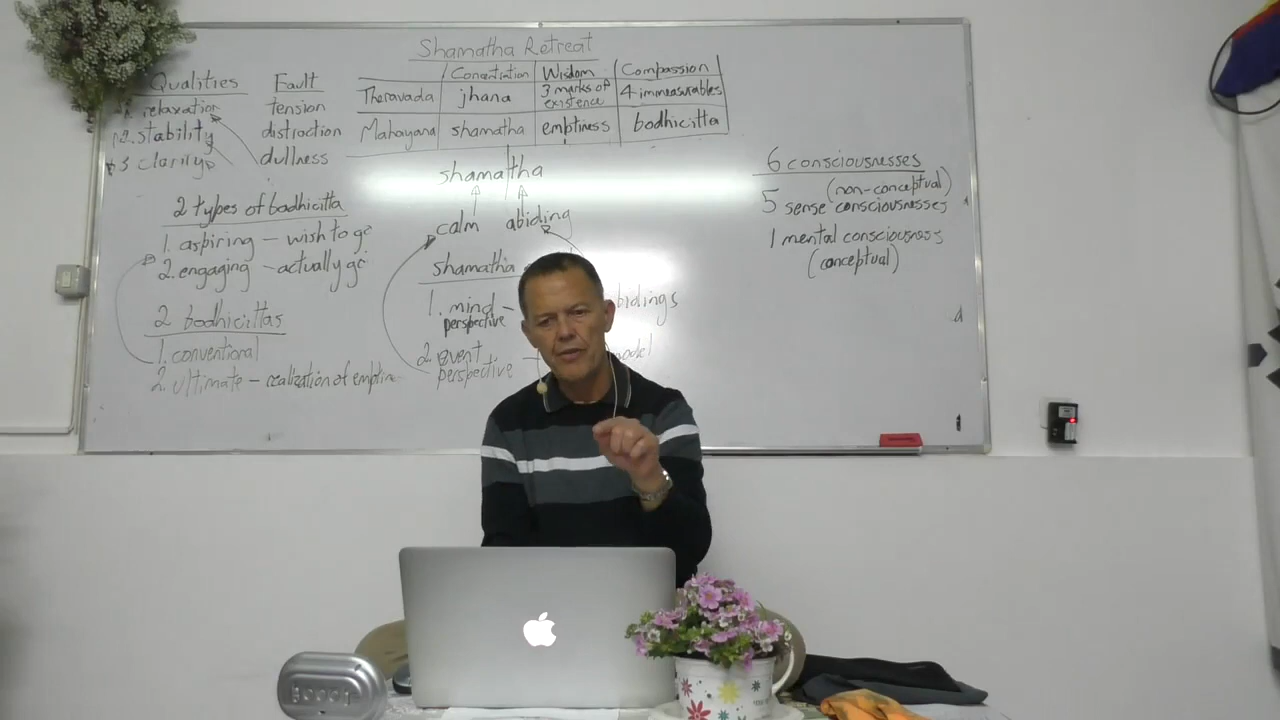 Shamatha Retreat
Concentration Wisdom Compassion
Theravada jhana 3 marks of existence 4 immeasurables
Mahayana shamatha emptiness bodhicitta
Qualities Fault
1. relaxation tension
2. stability distraction
3 clarity dullness
2 types of bodhicitta
1. aspiring – wish to
2. engaging – actually
2 bodhicittas
1. conventional
2. ultimate – realization of
shamatha
calm abiding
shamatha
1. mind –
perspective
2. event
perspective
6 consciousnesses
(non-conceptual)
5 sense consciousnesses
1 mental consciousness
(conceptual)